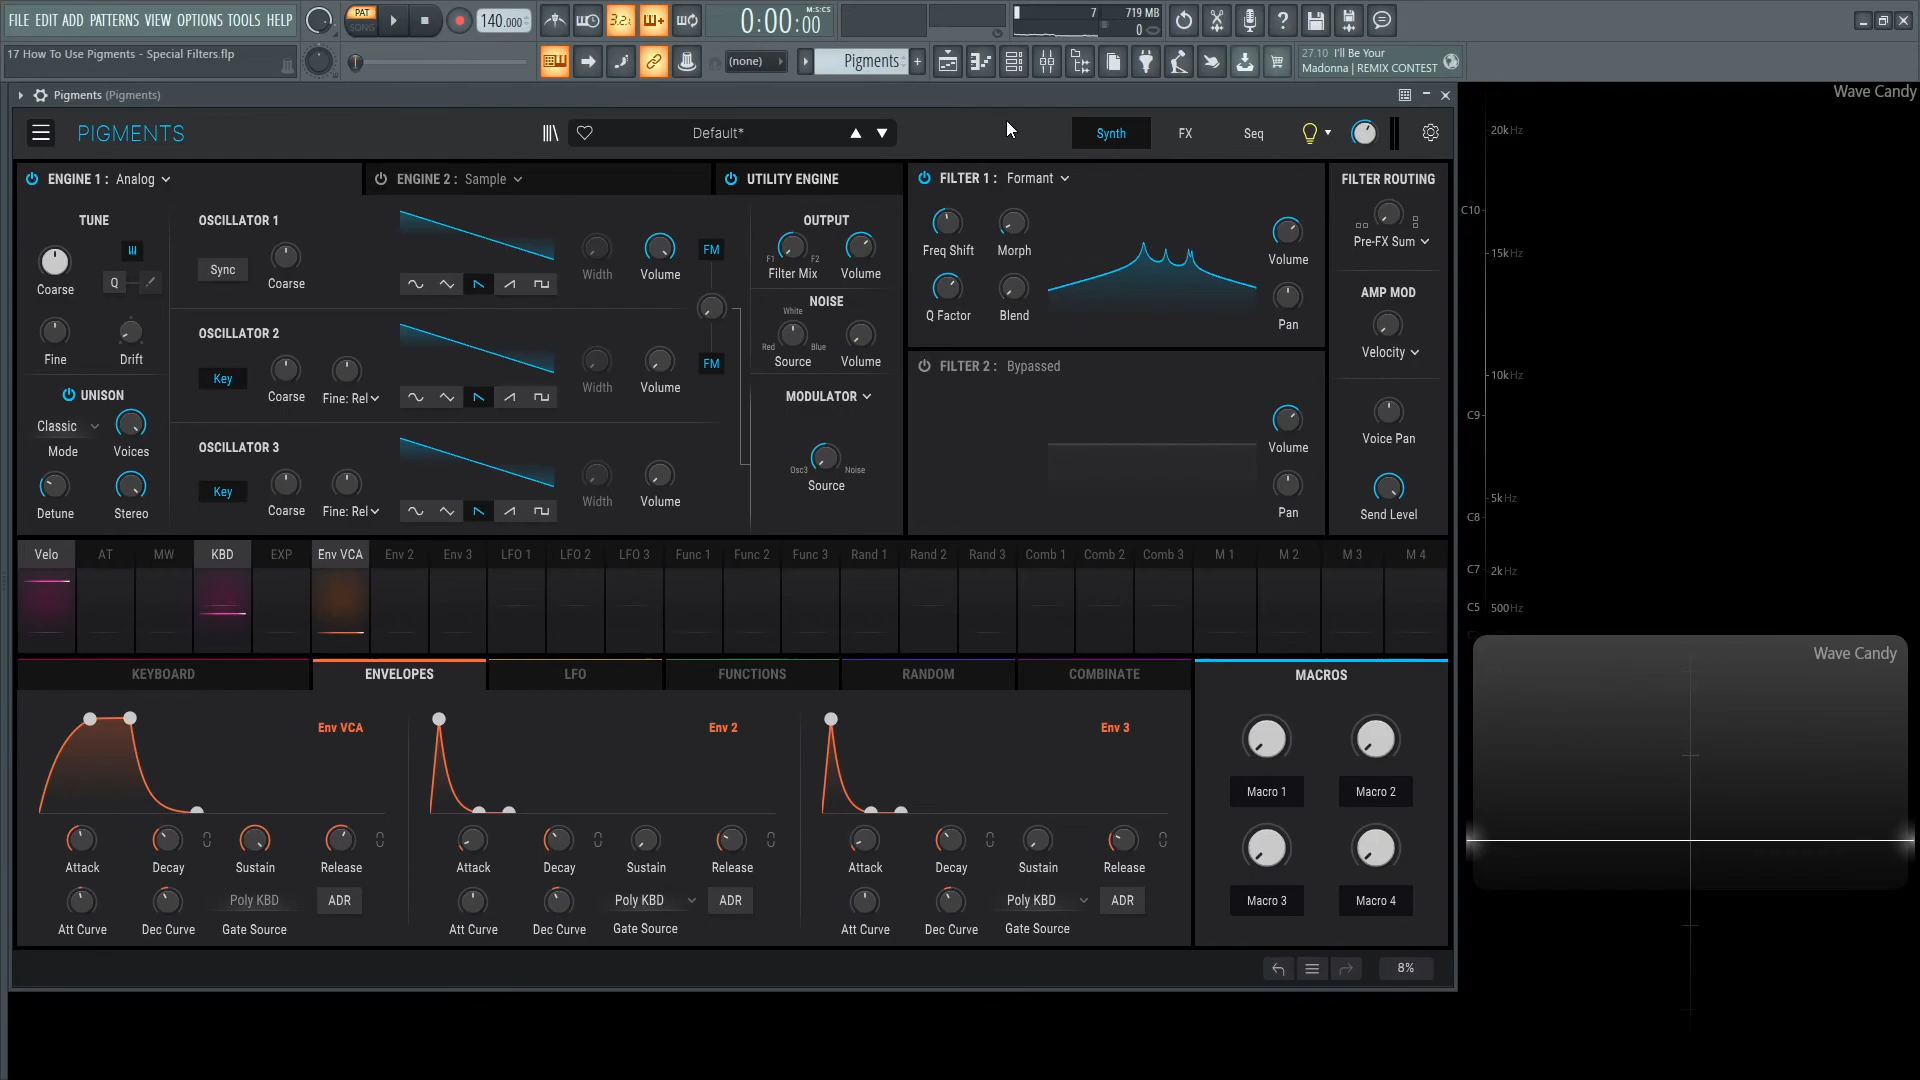 FILE EDIT ADD PATTERNS VIEW OPTIONS TOOLS HELP
PAT
SONG
140.000
3.2.
0:00:00
M:S:CS
7
719 MB
0
17 How To Use Pigments - Special Filters.flp
(none)
Pigments
27.10 I'll Be Your
Madonna | REMIX CONTEST
Pigments (Pigments)
Wave Candy
PIGMENTS
Default*
Synth
FX
Seq
ENGINE 1 : Analog
ENGINE 2 : Sample
UTILITY ENGINE
FILTER 1 : Formant
FILTER ROUTING
TUNE
Coarse
Q
Fine
Drift
UNISON
Classic
Mode
Voices
Detune
Stereo
OSCILLATOR 1
Sync
Coarse
Width
Volume
FM
OSCILLATOR 2
Key
Coarse
Fine: Rel
Width
Volume
FM
OSCILLATOR 3
Key
Coarse
Fine: Rel
Width
Volume
OUTPUT
F1
F2
Filter Mix
Volume
NOISE
White
Red
Blue
Source
Volume
MODULATOR
Osc3
Noise
Source
Freq Shift
Morph
Q Factor
Blend
Volume
Pan
FILTER 2 : Bypassed
Volume
Pan
Pre-FX Sum
AMP MOD
Velocity
Voice Pan
Send Level
20kHz
C10
15kHz
10kHz
C9
5kHz
C8
C7
2kHz
C5
500Hz
Velo
AT
MW
KBD
EXP
Env VCA
Env 2
Env 3
LFO 1
LFO 2
LFO 3
Func 1
Func 2
Func 3
Rand 1
Rand 2
Rand 3
Comb 1
Comb 2
Comb 3
M 1
M 2
M 3
M 4
KEYBOARD
ENVELOPES
LFO
FUNCTIONS
RANDOM
COMBINATE
MACROS
Wave Candy
Env VCA
Attack
Decay
Sustain
Release
Att Curve
Dec Curve
Poly KBD
Gate Source
ADR
Env 2
Attack
Decay
Sustain
Release
Att Curve
Dec Curve
Poly KBD
Gate Source
ADR
Env 3
Attack
Decay
Sustain
Release
Att Curve
Dec Curve
Poly KBD
Gate Source
ADR
Macro 1
Macro 2
Macro 3
Macro 4
8%